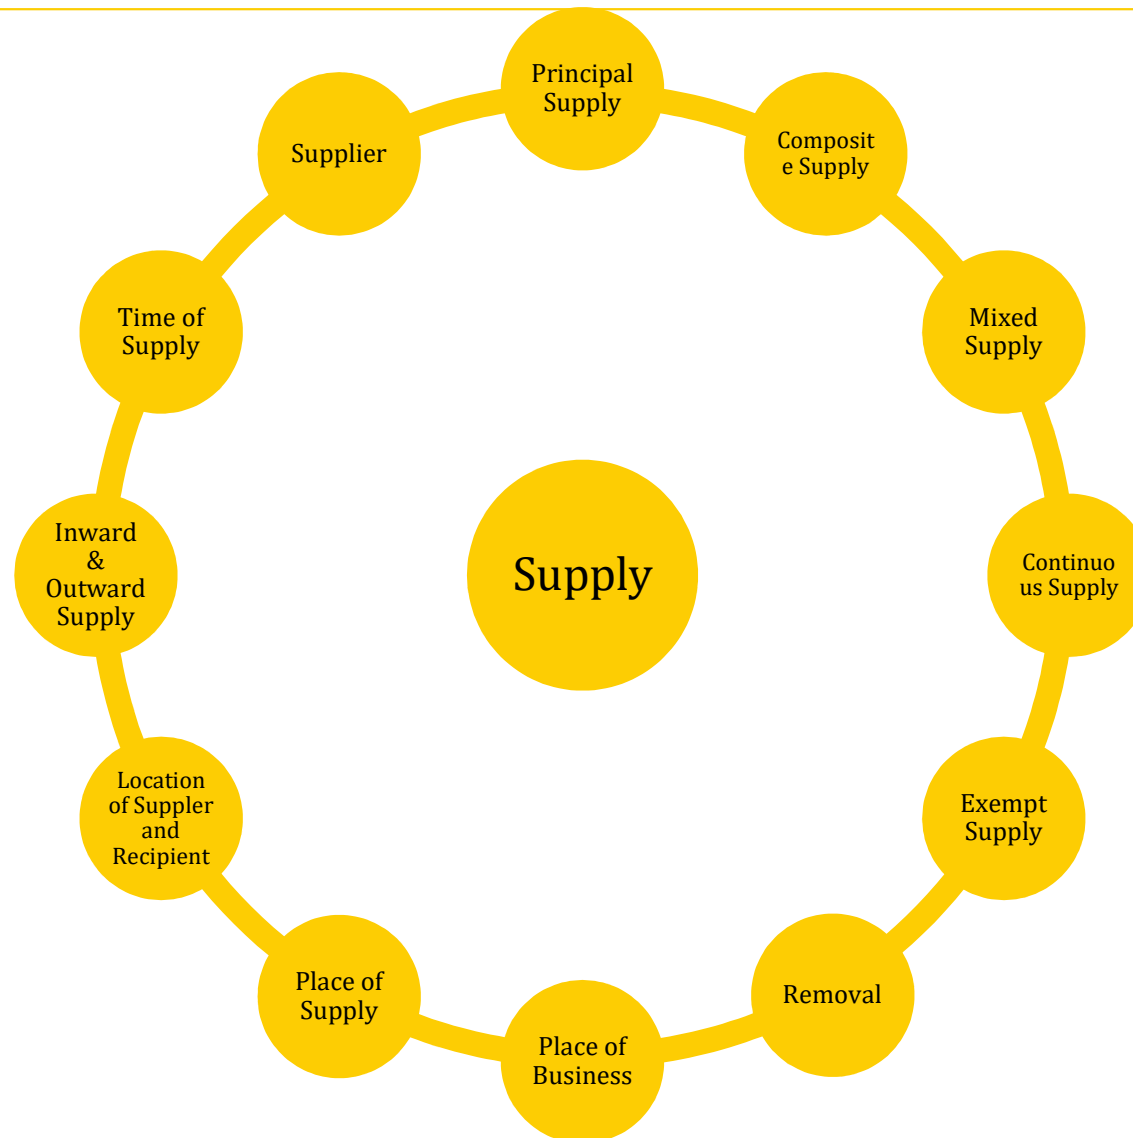 Principal
Supply
Composit
e Supply
Mixed
Supply
Continuo
us Supply
Exempt
Supply
Removal
Place of
Business
Place of
Supply
Location
of Suppler
and
Recipient
Inward
&
Outward
Supply
Time of
Supply
Supplier
Supply